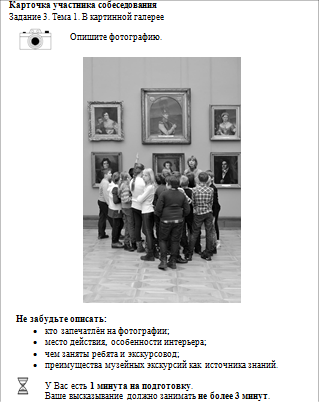 Карточка участника собеседования
Задание 3. Тема 1. В картинной галерее
Опишите фотографию.
Не забудьте описать:
• кто запечатлён на фотографии;
• место действия, особенности интерьера;
• чем заняты ребята и экскурсовод;
• преимущества музейных экскурсий как источника знаний.
У Вас есть 1 минута на подготовку.
Ваше высказывание должно занимать не более 3 минут.